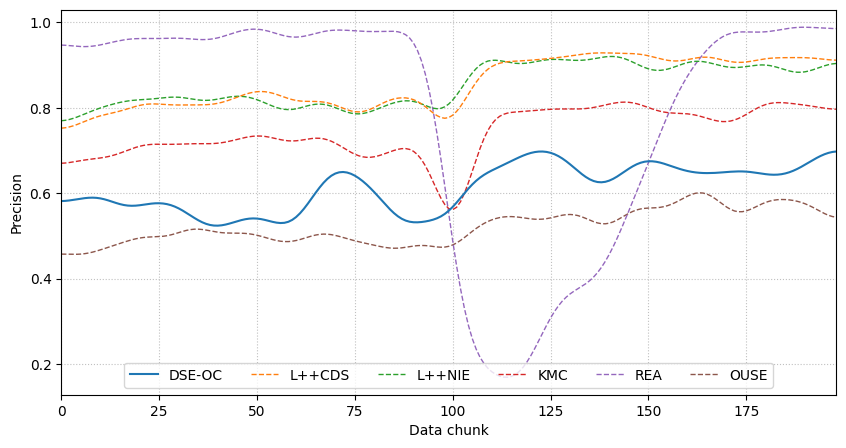 1.0
0.8
0.6
0.4
0.2
Precision
DSE-OC L++CDS L++NIE KMC REA OUSE
0 25 50 75 100 125 150 175
Data chunk